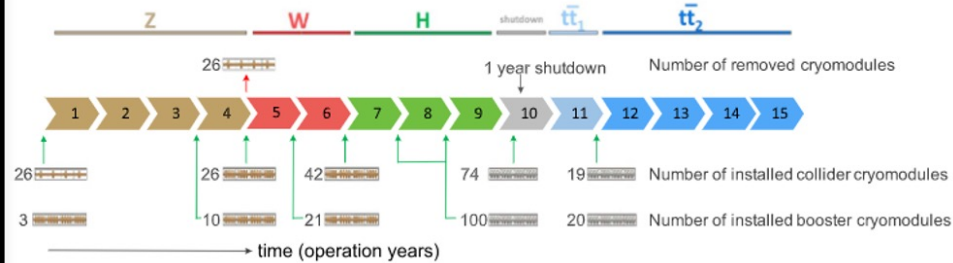 Z W H shutdown tt̄₁ tt̄₂
26 1 year shutdown Number of removed cryomodules
1 2 3 4 5 6 7 8 9 10 11 12 13 14 15
26 26 42 74 19 Number of installed collider cryomodules
3 10 21 100 20 Number of installed booster cryomodules
time (operation years)